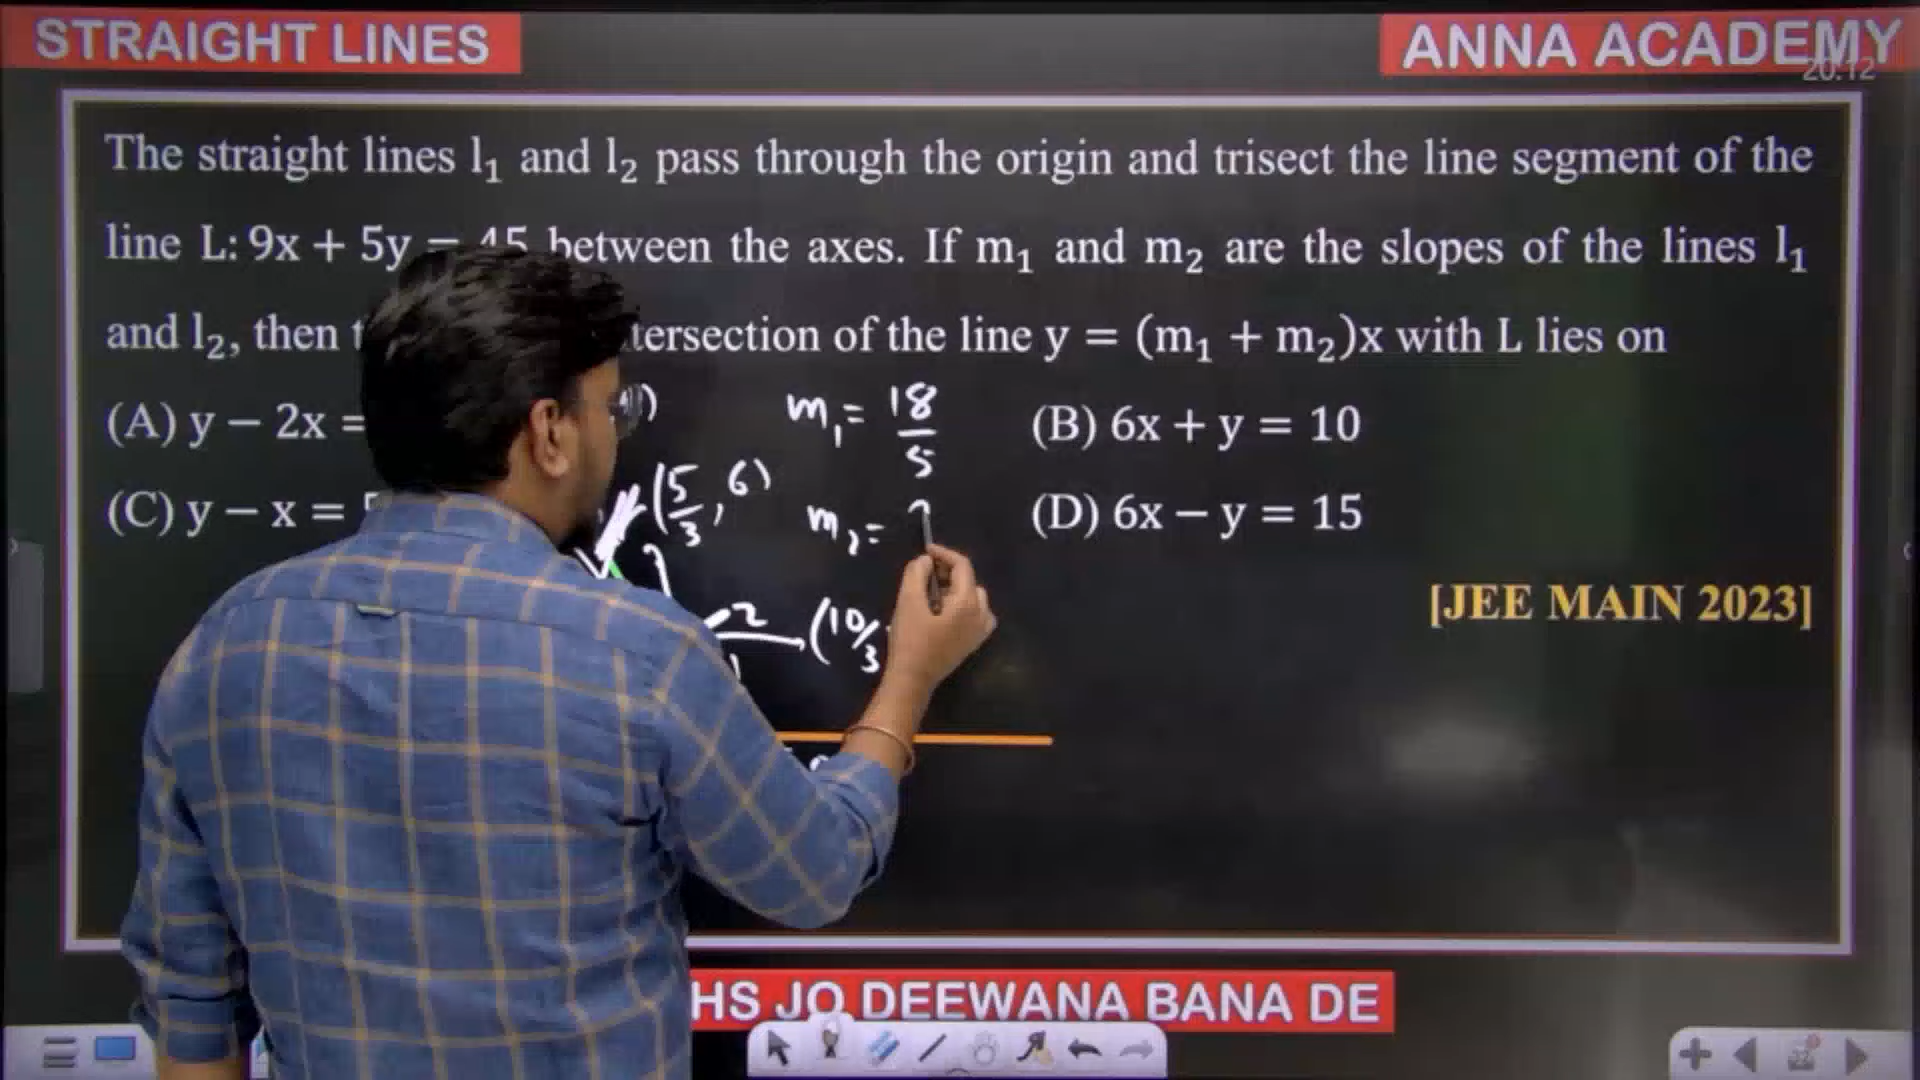 STRAIGHT LINES
ANNA ACADEMY
20:12
The straight lines l₁ and l₂ pass through the origin and trisect the line segment of the
line L: 9x + 5y = 45 between the axes. If m₁ and m₂ are the slopes of the lines l₁
and l₂, then tersection of the line y = (m₁ + m₂)x with L lies on
(A) y − 2x =
(B) 6x + y = 10
(C) y − x =
(D) 6x − y = 15
[JEE MAIN 2023]
m₁ = 18/5
(5/3, 6)
m₂ =
2
(10/3
1
HS JO DEEWANA BANA DE